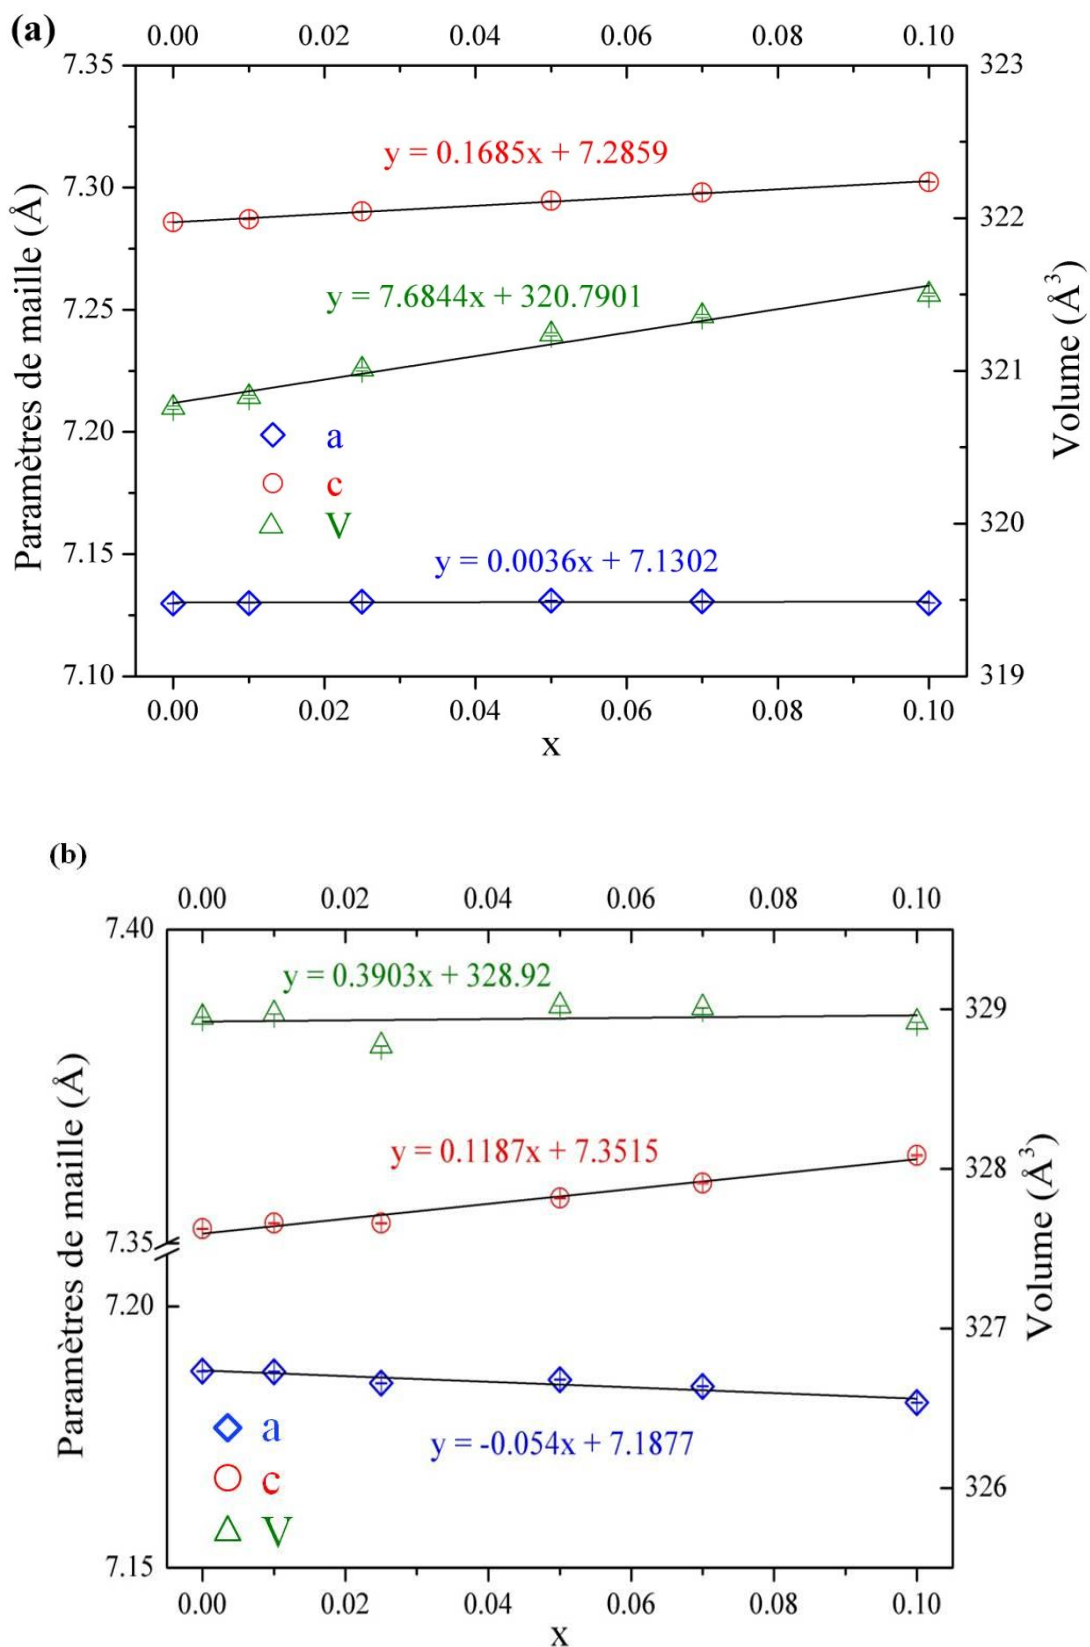 (a)
0.00 0.02 0.04 0.06 0.08 0.10
7.35 323
y = 0.1685x + 7.2859
7.30
322
y = 7.6844x + 320.7901
7.25
321
7.20
a
c
V
320
7.15
y = 0.0036x + 7.1302
7.10 319
Paramètres de maille (Å)
Volume (Å³)
0.00 0.02 0.04 0.06 0.08 0.10
x
(b)
0.00 0.02 0.04 0.06 0.08 0.10
7.40
y = 0.3903x + 328.92
329
y = 0.1187x + 7.3515
328
7.35
7.20
327
a
y = -0.054x + 7.1877
c
326
V
7.15
Paramètres de maille (Å)
Volume (Å³)
0.00 0.02 0.04 0.06 0.08 0.10
x